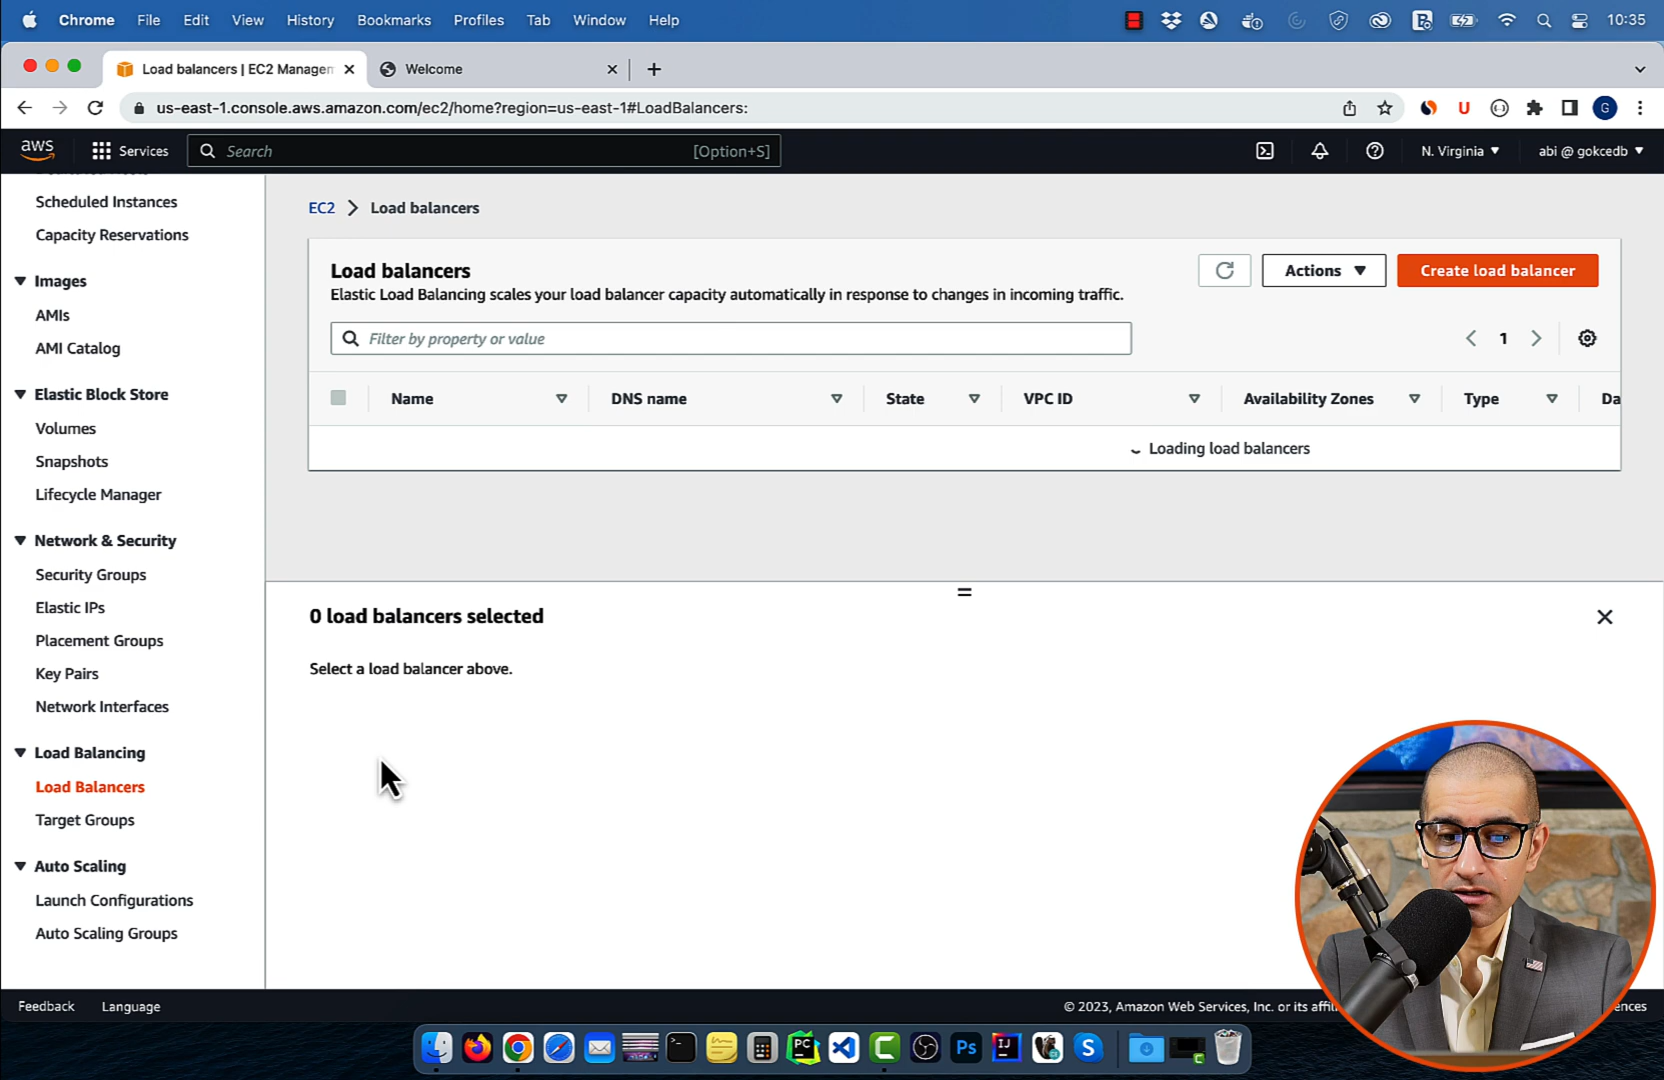 Chrome File Edit View History Bookmarks Profiles Tab Window Help 10:35
Load balancers | EC2 Managem Welcome
us-east-1.console.aws.amazon.com/ec2/home?region=us-east-1#LoadBalancers: U G
aws Services Search [Option+S] N. Virginia abi @ gokcedb
Scheduled Instances
Capacity Reservations
Images
AMIs
AMI Catalog
Elastic Block Store
Volumes
Snapshots
Lifecycle Manager
Network & Security
Security Groups
Elastic IPs
Placement Groups
Key Pairs
Network Interfaces
Load Balancing
Load Balancers
Target Groups
Auto Scaling
Launch Configurations
Auto Scaling Groups
EC2 Load balancers
Load balancers
Actions Create load balancer
Elastic Load Balancing scales your load balancer capacity automatically in response to changes in incoming traffic.
Filter by property or value 1
Name DNS name State VPC ID Availability Zones Type Da
Loading load balancers
0 load balancers selected
Select a load balancer above.
Feedback Language © 2023, Amazon Web Services, Inc. or its affili ences
PC Ps IJ S